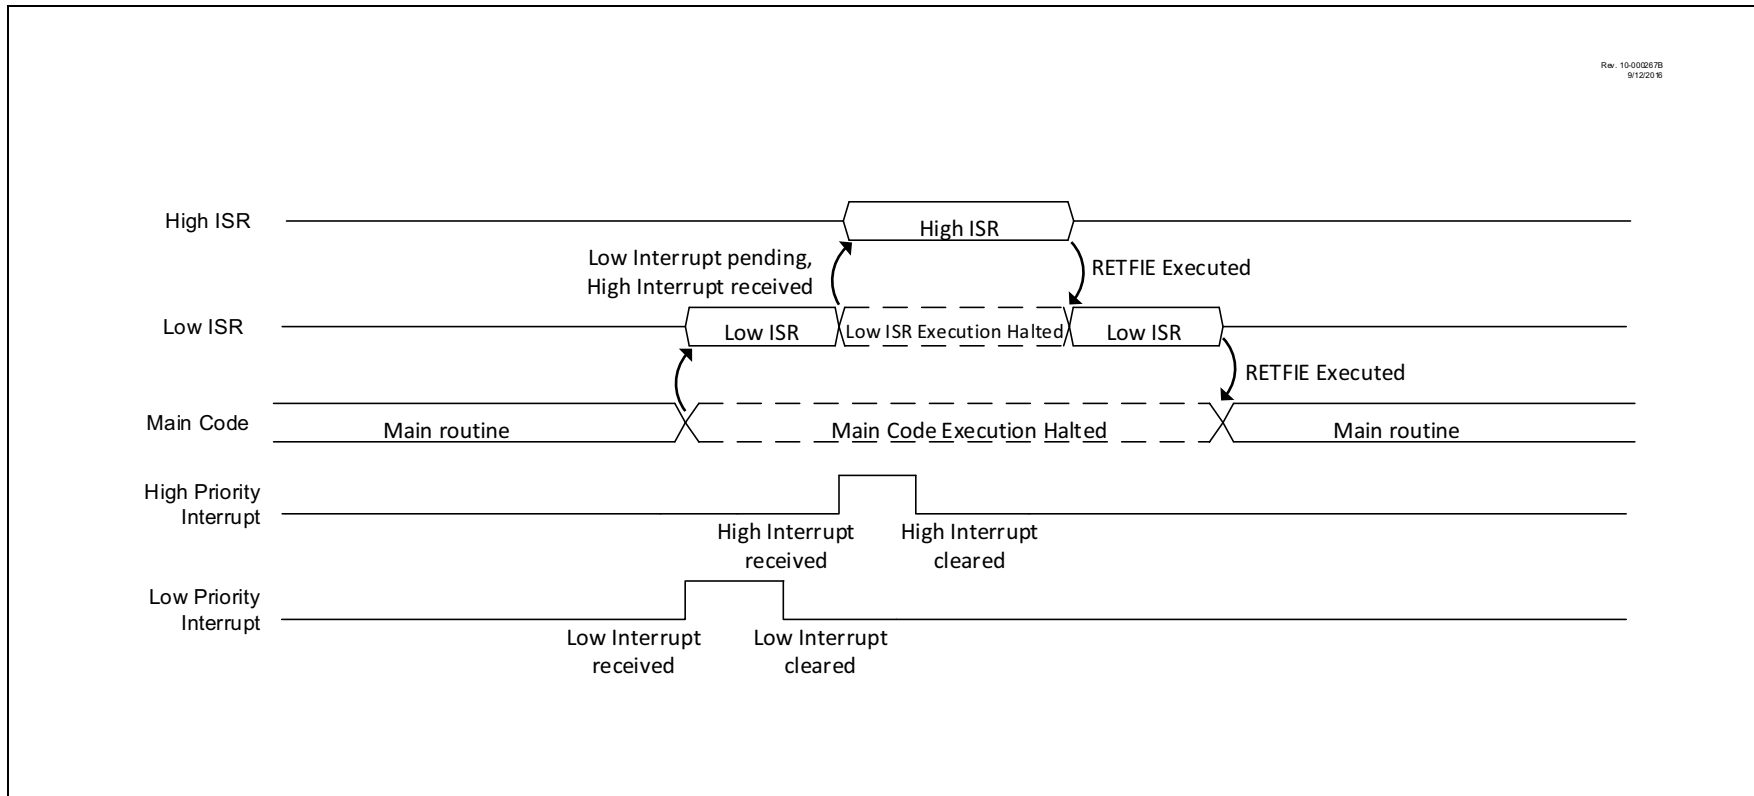 Rev. 10-000267B
9/12/2016
High ISR
High ISR
Low Interrupt pending,
High Interrupt received
RETFIE Executed
Low ISR
Low ISR
Low ISR Execution Halted
Low ISR
RETFIE Executed
Main Code
Main routine
Main Code Execution Halted
Main routine
High Priority
Interrupt
High Interrupt
received
High Interrupt
cleared
Low Priority
Interrupt
Low Interrupt
received
Low Interrupt
cleared